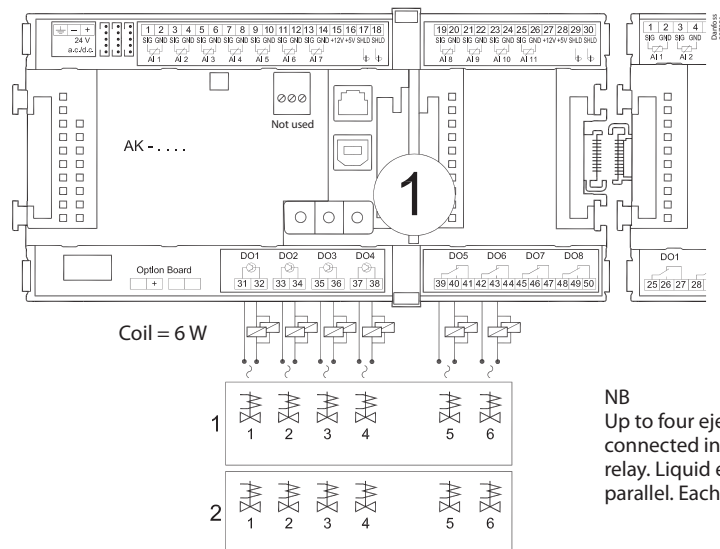 1 2 3 4 5 6 7 8 9 10 11 12 13 14 15 16 17 18
SIG GND SIG GND SIG GND SIG GND SIG GND SIG GND SIG GND +12V +5V SHLD SHLD
AI 1 AI 2 AI 3 AI 4 AI 5 AI 6 AI 7
- +
24 V
a.c./d.c.
19 20 21 22 23 24 25 26 27 28 29 30
SIG GND SIG GND SIG GND SIG GND +12V +5V SHLD SHLD
AI 8 AI 9 AI 10 AI 11
1 2 3 4
SIG GND SIG GND
AI 1 AI 2
Danfoss
Not used
AK - . . . .
1
Option Board
+
DO1 DO2 DO3 DO4
31 32 33 34 35 36 37 38
DO5 DO6 DO7 DO8
39 40 41 42 43 44 45 46 47 48 49 50
DO1
25 26 27 28
Coil = 6 W
1
1 2 3 4 5 6
2
1 2 3 4 5 6
NB
Up to four eje
connected in
relay. Liquid e
parallel. Each